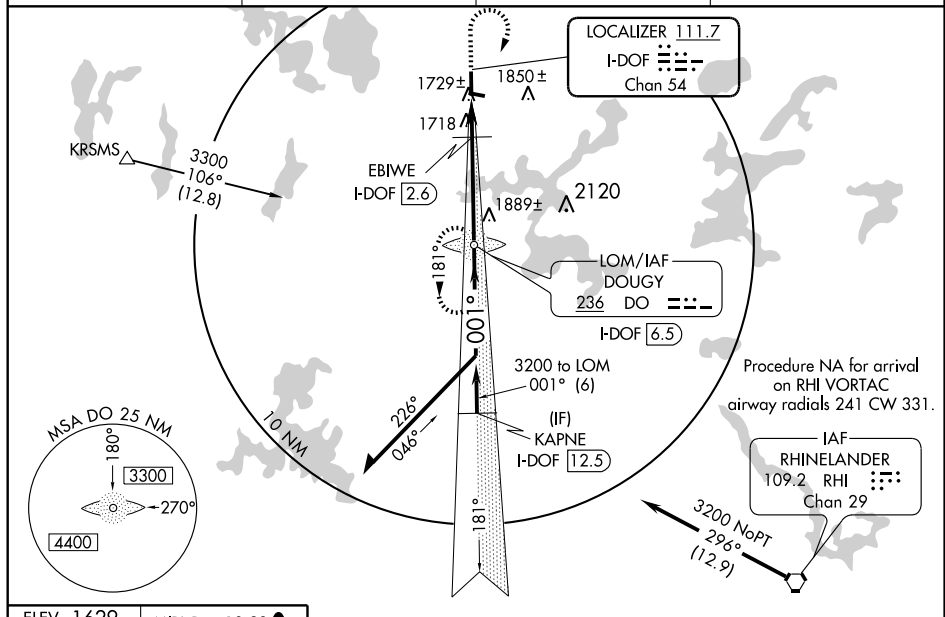 LOCALIZER 111.7
I-DOF
Chan 54
1729±
1850 ±
1718
KRSMS
3300
106°
(12.8)
EBIWE
I-DOF 2.6
1889±
2120
181°
LOM/IAF
DOUGY
236 DO
I-DOF 6.5
001°
3200 to LOM
001° (6)
Procedure NA for arrival
on RHI VORTAC
airway radials 241 CW 331.
226°
046°
(IF)
KAPNE
I-DOF 12.5
10 NM
MSA DO 25 NM
180°
3300
270°
4400
IAF
RHINELANDER
109.2 RHI
Chan 29
181°
3200 NoPT
296°
(12.9)
ELEV 1629